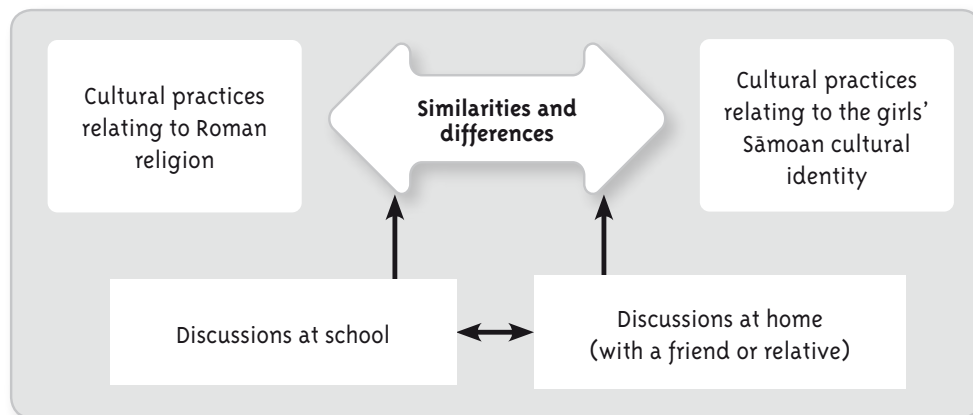 Cultural practices
relating to Roman
religion
Similarities and
differences
Cultural practices
relating to the girls’
Sāmoan cultural
identity
Discussions at school
Discussions at home
(with a friend or relative)